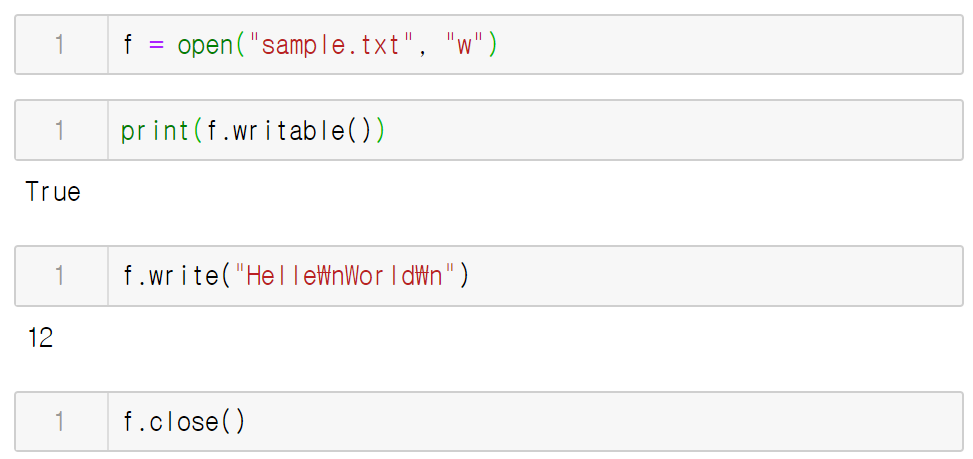 1 f = open("sample.txt", "w")
1 print(f.writable())
True
1 f.write("Helle₩nWorld₩n")
12
1 f.close()